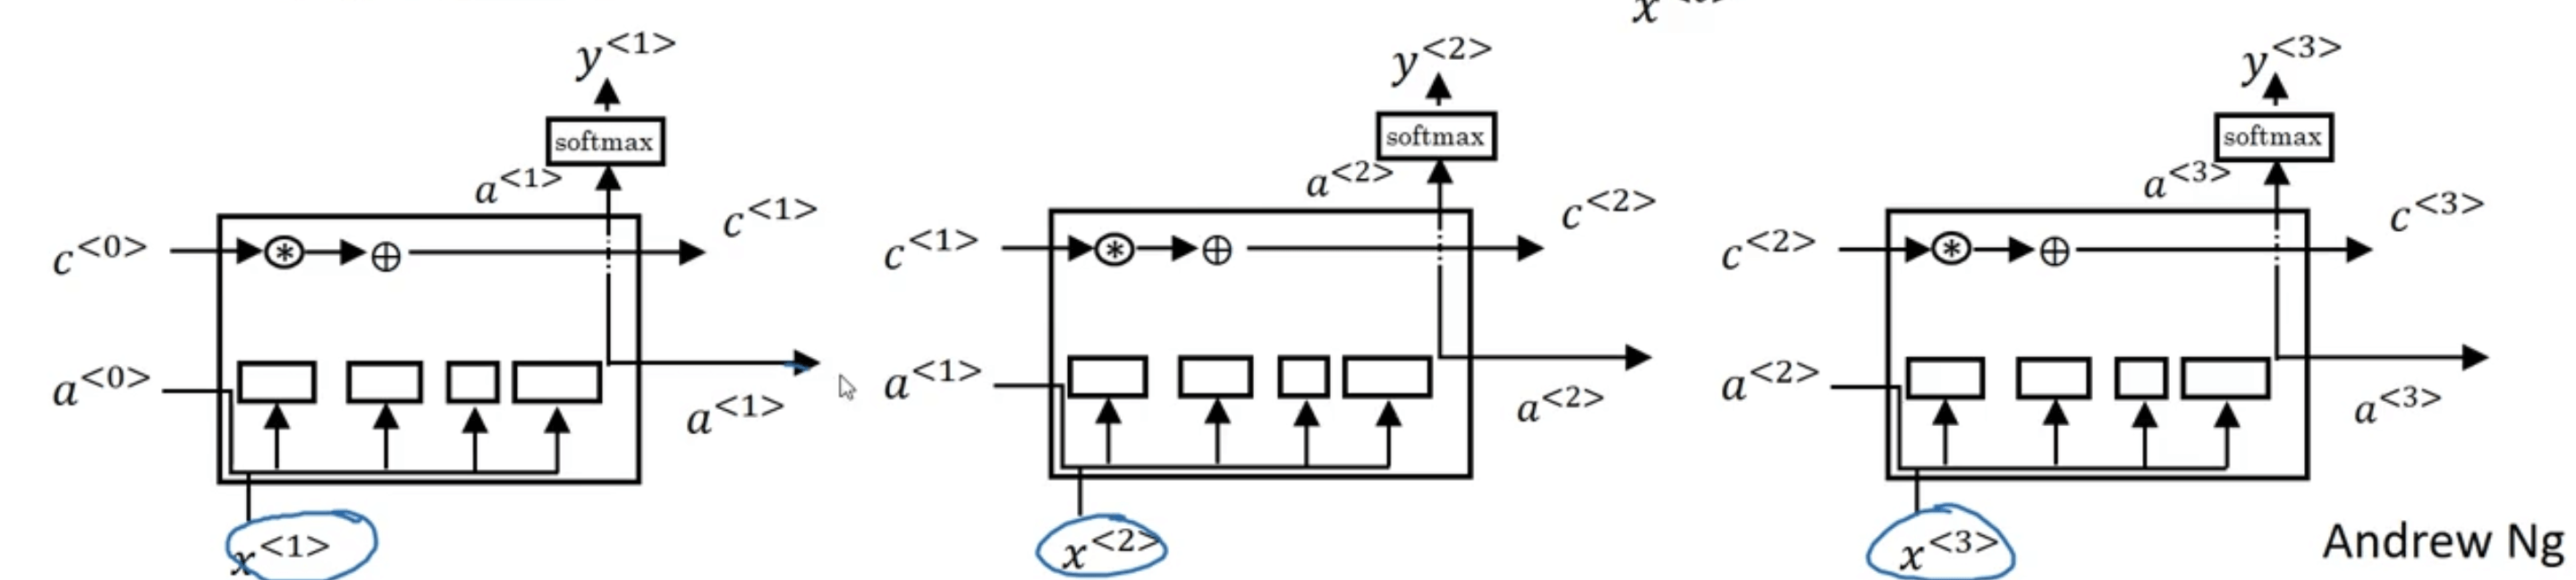 y<1> y<2> y<3>
softmax softmax softmax
a<1> a<2> a<3>
c<0> c<1> c<1> c<2> c<2> c<3>
* ⊕ * ⊕ * ⊕
a<0> a<1> a<1> a<2> a<2> a<3>
x<1> x<2> x<3>
Andrew Ng